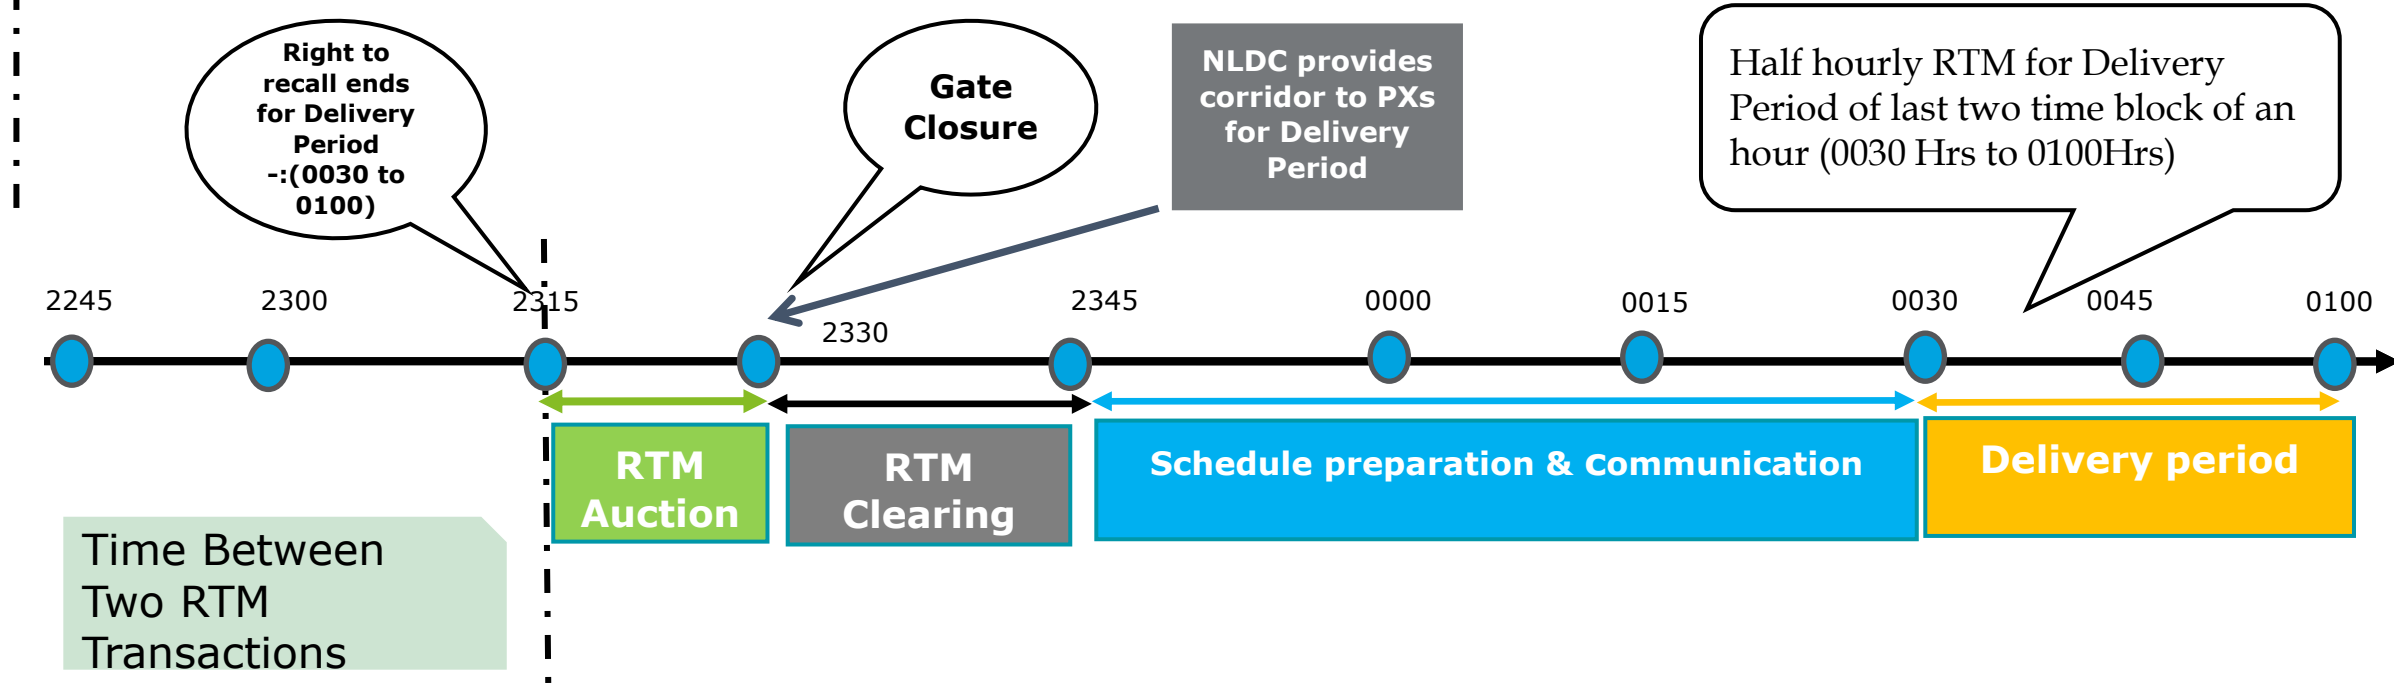 Right to
recall ends
for Delivery
Period
-:(0030 to
0100)
Gate
Closure
NLDC provides
corridor to PXs
for Delivery
Period
Half hourly RTM for Delivery
Period of last two time block of an
hour (0030 Hrs to 0100Hrs)
2245
2300
2315
2330
2345
0000
0015
0030
0045
0100
RTM
Auction
RTM
Clearing
Schedule preparation & Communication
Delivery period
Time Between
Two RTM
Transactions